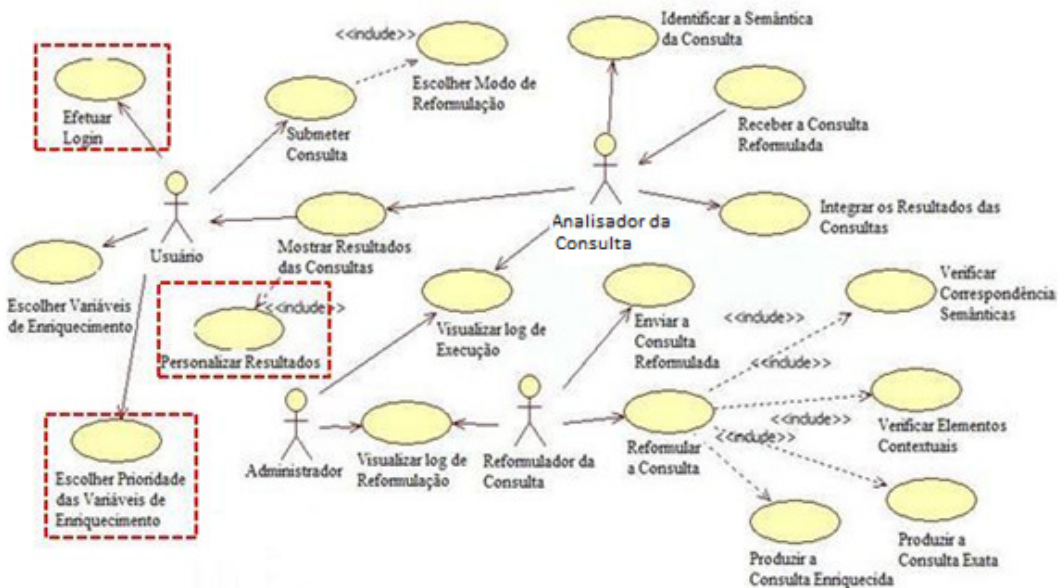 Identificar a Semântica
da Consulta
<<include>>
Efetuar
Login
Escolher Modo de
Reformulação
Submeter
Consulta
Receber a Consulta
Reformulada
Analisador da
Consulta
Integrar os Resultados das
Consultas
Usuário
Mostrar Resultados
das Consultas
Escolher Variáveis
de Enriquecimento
<<include>>
Personalizar Resultados
Visualizar log de
Execução
Enviar a
Consulta
Reformulada
Verificar
Correspondência
Semânticas
<<include>>
<<include>>
<<include>>
<<include>>
Verificar Elementos
Contextuais
Administrador
Visualizar log de
Reformulação
Reformulador da
Consulta
Reformular
a Consulta
Escolher Prioridade
das Variáveis de
Enriquecimento
Produzir a
Consulta Exata
Produzir a
Consulta Enriquecida